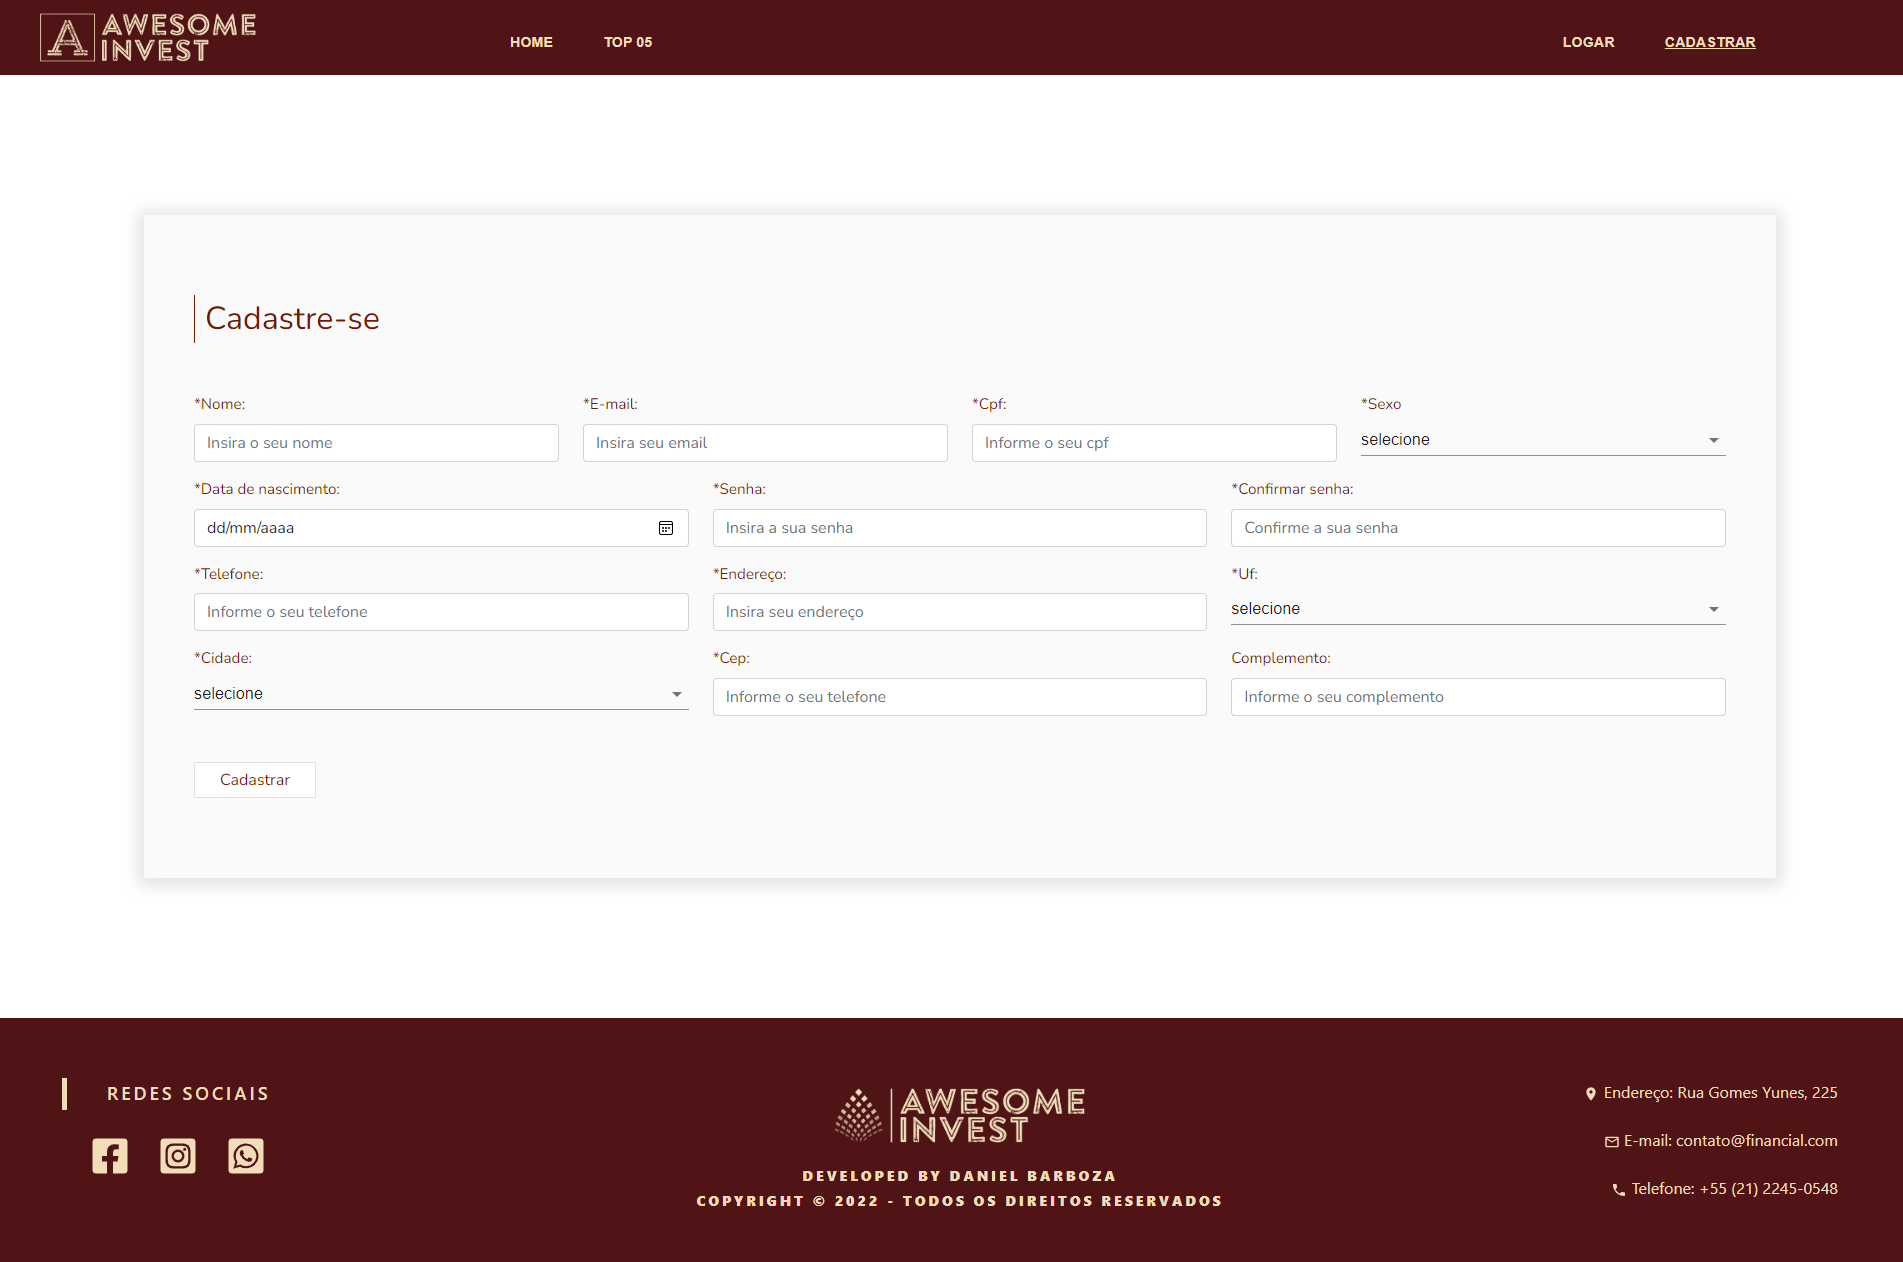 A AWESOME
INVEST
HOME TOP 05 LOGAR CADASTRAR
Cadastre-se
*Nome: *E-mail: *Cpf: *Sexo
Insira o seu nome Insira seu email Informe o seu cpf selecione
*Data de nascimento: *Senha: *Confirmar senha:
dd/mm/aaaa Insira a sua senha Confirme a sua senha
*Telefone: *Endereço: *Uf:
Informe o seu telefone Insira seu endereço selecione
*Cidade: *Cep: Complemento:
selecione Informe o seu telefone Informe o seu complemento
Cadastrar
REDES SOCIAIS
AWESOME
INVEST
DEVELOPED BY DANIEL BARBOZA
COPYRIGHT © 2022 - TODOS OS DIREITOS RESERVADOS
Endereço: Rua Gomes Yunes, 225
E-mail: contato@financial.com
Telefone: +55 (21) 2245-0548